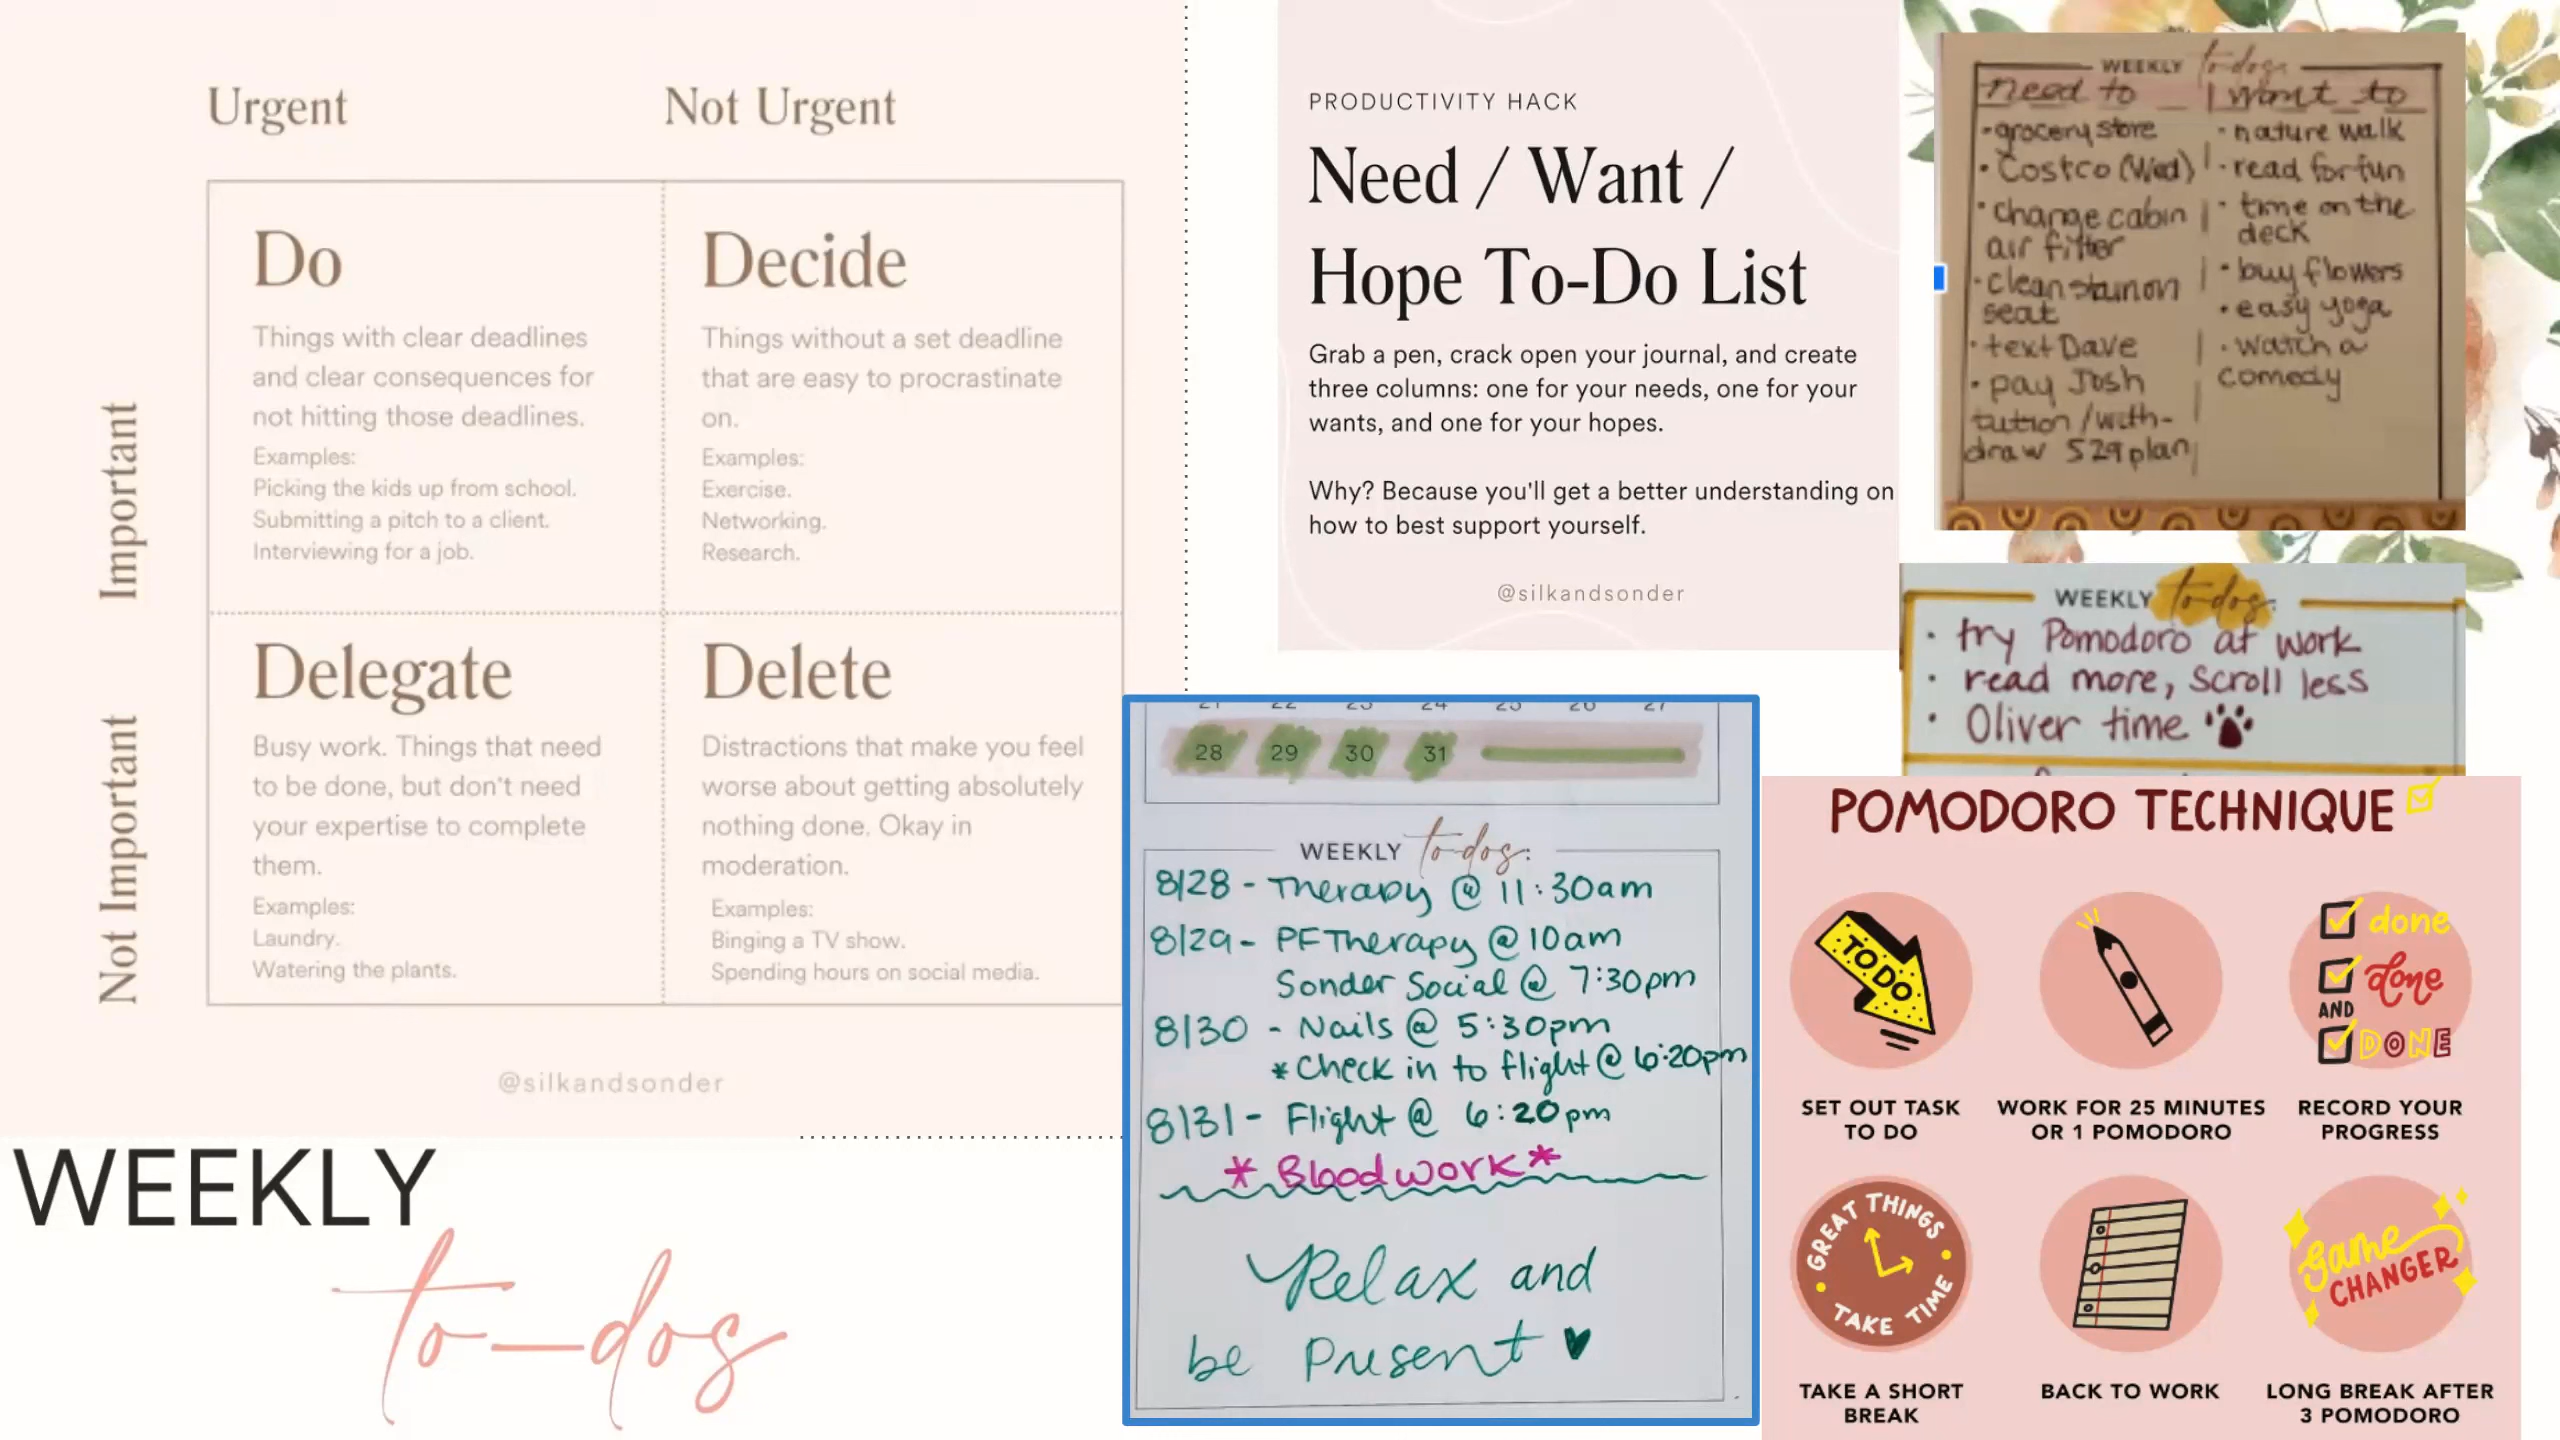 Urgent
Not Urgent
Important
Not Important
Do
Things with clear deadlines
and clear consequences for
not hitting those deadlines.
Examples:
Picking the kids up from school.
Submitting a pitch to a client.
Interviewing for a job.
Decide
Things without a set deadline
that are easy to procrastinate
on.
Examples:
Exercise.
Networking.
Research.
Delegate
Busy work. Things that need
to be done, but don't need
your expertise to complete
them.
Examples:
Laundry.
Watering the plants.
Delete
Distractions that make you feel
worse about getting absolutely
nothing done. Okay in
moderation.
Examples:
Binging a TV show.
Spending hours on social media.
@silkandsonder
WEEKLY
to-dos
PRODUCTIVITY HACK
Need / Want /
Hope To-Do List
Grab a pen, crack open your journal, and create
three columns: one for your needs, one for your
wants, and one for your hopes.
Why? Because you'll get a better understanding on
how to best support yourself.
@silkandsonder
WEEKLY to-dos:
need to
• grocery store
• Costco (Wed)
• change cabin
air filter
• clean stain on
seat
• text Dave
• pay Josh
tuition / with-
draw 529 plan
I want to
• nature walk
• read for fun
• time on the
deck
• buy flowers
• easy yoga
• watch a
comedy
WEEKLY to-dos:
• try Pomodoro at work
• read more, scroll less
• Oliver time
21 22 23 24 25 26 27
28 29 30 31
WEEKLY to-dos:
8/28 - Therapy @ 11:30am
8/29 - PF Therapy @ 10am
Sonder Social @ 7:30pm
8/30 - Nails @ 5:30pm
* Check in to flight @ 6:20pm
8/31 - Flight @ 6:20pm
* Bloodwork *
Relax and
be Present ♥
POMODORO TECHNIQUE
TO DO
SET OUT TASK
TO DO
WORK FOR 25 MINUTES
OR 1 POMODORO
done
done
AND
DONE
RECORD YOUR
PROGRESS
GREAT THINGS
TAKE TIME
TAKE A SHORT
BREAK
BACK TO WORK
game
CHANGER
LONG BREAK AFTER
3 POMODORO